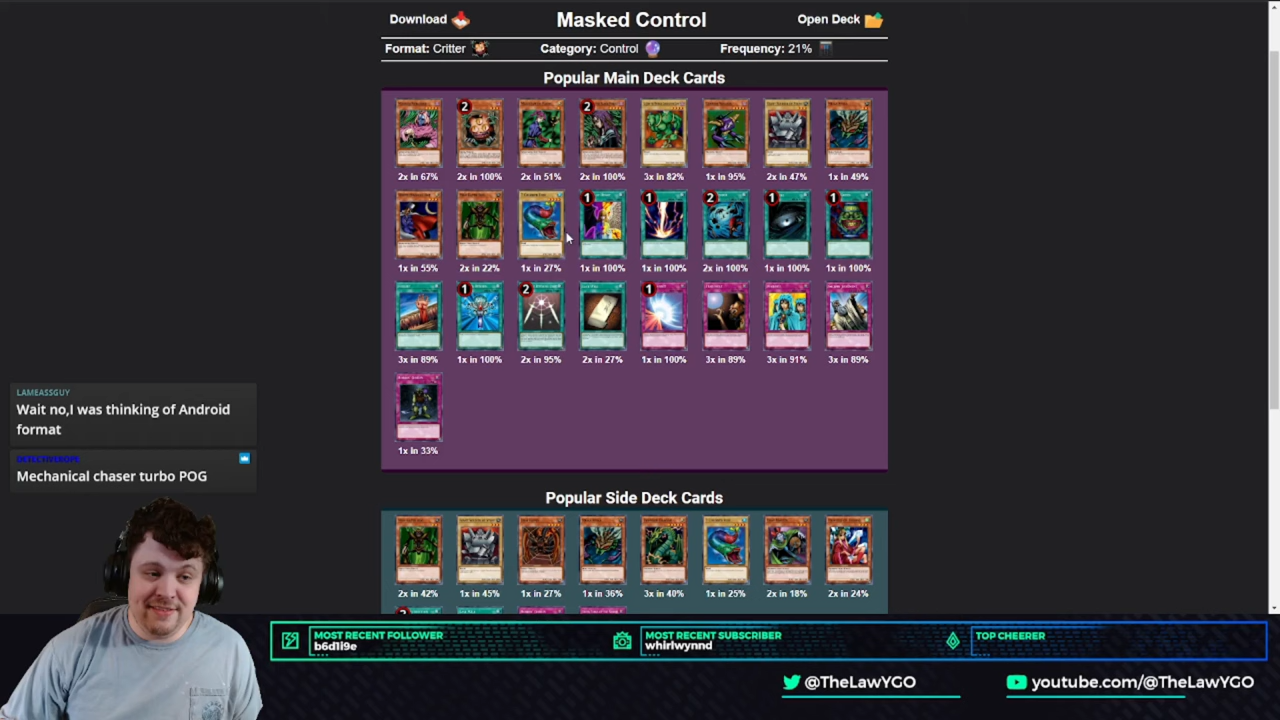 Download
Masked Control
Open Deck
Format: Critter
Category: Control
Frequency: 21%
Popular Main Deck Cards
2 2
2x in 67% 2x in 100% 2x in 51% 2x in 100% 3x in 82% 1x in 95% 2x in 47% 1x in 49%
1 1 2 1 1
1x in 55% 2x in 22% 1x in 27% 1x in 100% 1x in 100% 2x in 100% 1x in 100% 1x in 100%
1 2 1
3x in 89% 1x in 100% 2x in 95% 2x in 27% 1x in 100% 3x in 89% 3x in 91% 3x in 89%
1x in 33%
Popular Side Deck Cards
2x in 42% 1x in 45% 1x in 27% 1x in 36% 3x in 40% 1x in 25% 2x in 18% 2x in 24%
LAMEASSGUY
Wait no,I was thinking of Android
format
Mechanical chaser turbo POG
MOST RECENT FOLLOWER
b6d1l9e
MOST RECENT SUBSCRIBER
whirlwynnd
TOP CHEERER
@TheLawYGO
youtube.com/@TheLawYGO